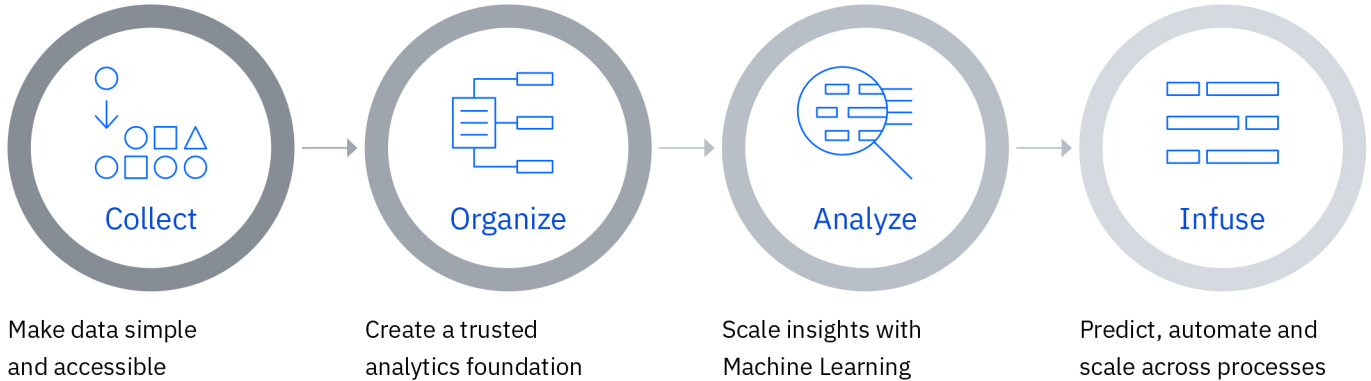 Collect
Organize
Analyze
Infuse
Make data simple
and accessible
Create a trusted
analytics foundation
Scale insights with
Machine Learning
Predict, automate and
scale across processes